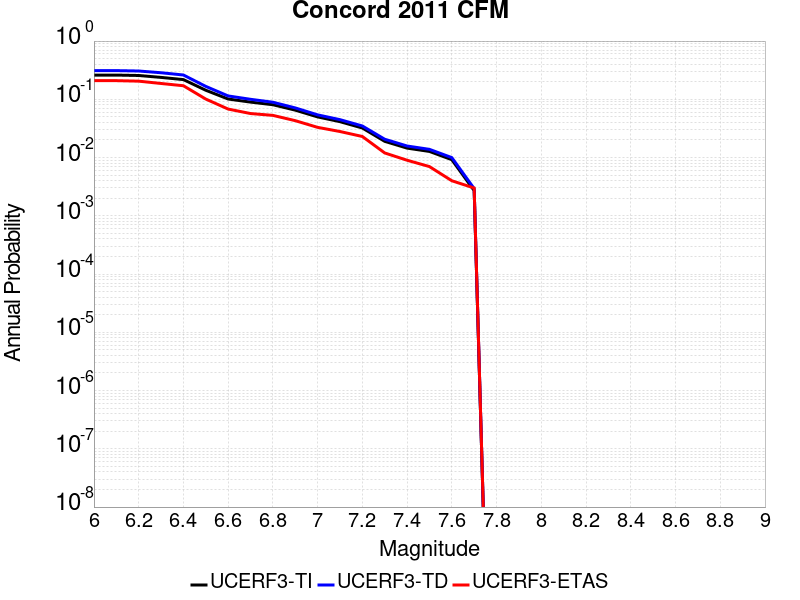 Concord 2011 CFM
10^0
10^-1
10^-2
10^-3
10^-4
10^-5
10^-6
10^-7
10^-8
Annual Probability
6 6.2 6.4 6.6 6.8 7 7.2 7.4 7.6 7.8 8 8.2 8.4 8.6 8.8 9
Magnitude
UCERF3-TI UCERF3-TD UCERF3-ETAS